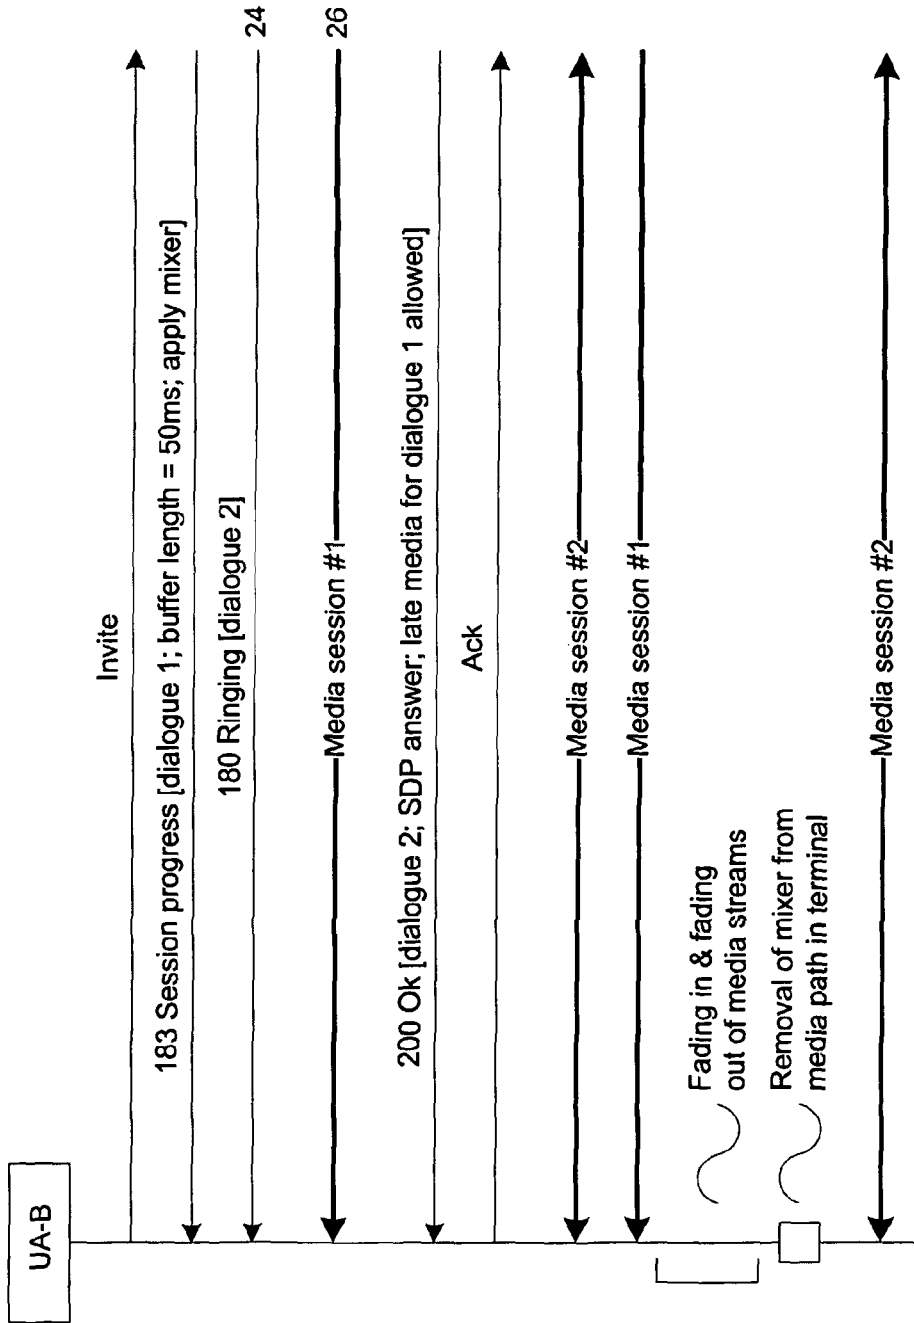 UA-B
Invite
183 Session progress [dialogue 1; buffer length = 50ms; apply mixer]
180 Ringing [dialogue 2]
24
Media session #1
26
200 Ok [dialogue 2; SDP answer; late media for dialogue 1 allowed]
Ack
Media session #2
Media session #1
Fading in & fading
out of media streams
Removal of mixer from
media path in terminal
Media session #2